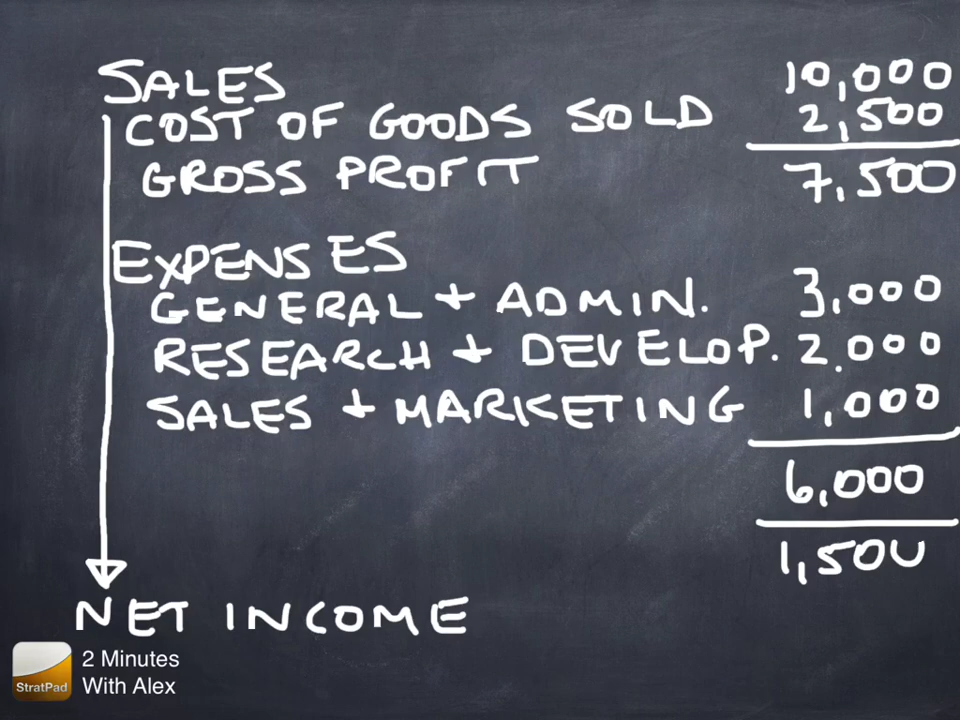 SALES 10,000
COST OF GOODS SOLD 2,500
GROSS PROFIT 7,500
EXPENSES
GENERAL + ADMIN. 3,000
RESEARCH + DEVELOP. 2.000
SALES + MARKETING 1,000
6,000
1,500
NET INCOME
StratPad
2 Minutes
With Alex